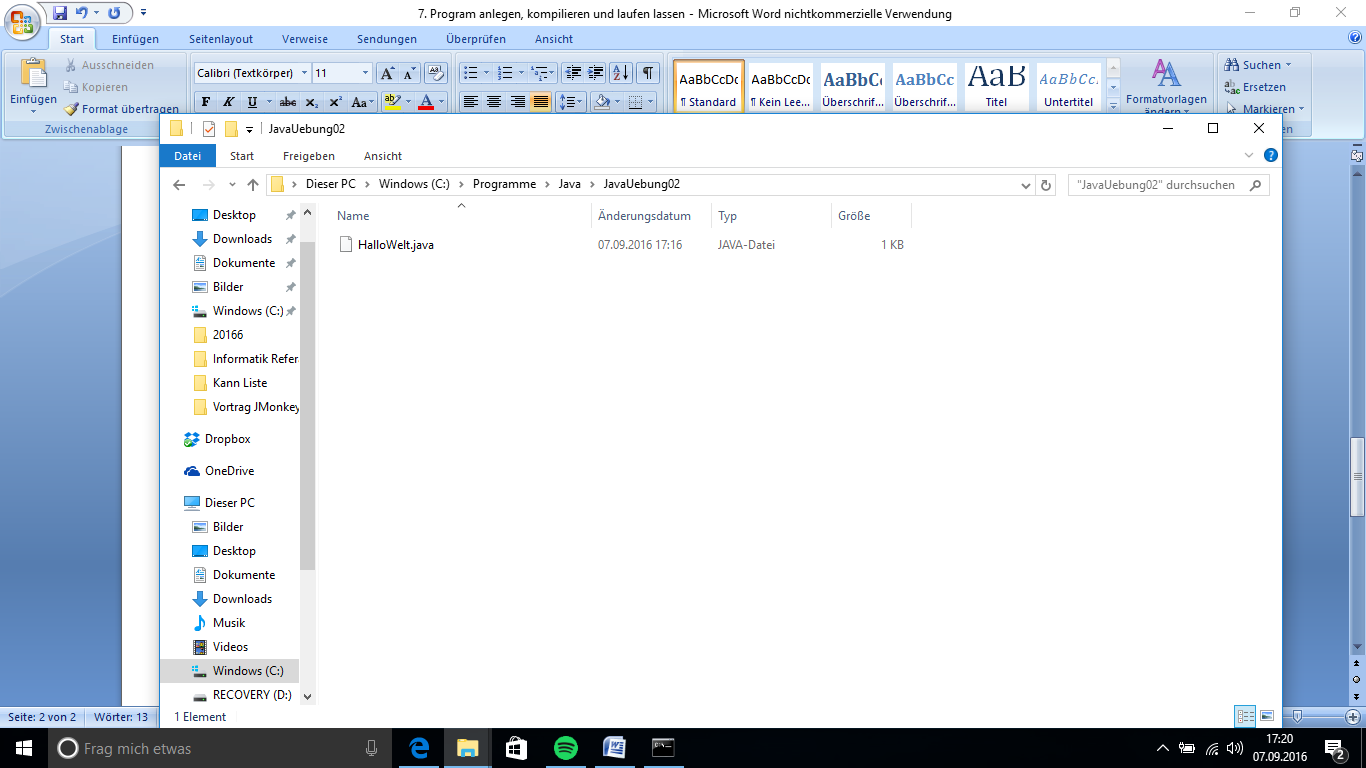 7. Program anlegen, kompilieren und laufen lassen - Microsoft Word nichtkommerzielle Verwendung
Start Einfügen Seitenlayout Verweise Sendungen Überprüfen Ansicht
Einfügen
Ausschneiden
Kopieren
Format übertragen
Zwischenablage
Calibri (Textkörper) 11
F K U abc x₂ x² Aa
AaBbCcDc AaBbCcDc AaBbC AaBbCc AaB AaBbCc.
¶ Standard ¶ Kein Lee... Überschrif... Überschrif... Titel Untertitel
Formatvorlagen
ändern
Suchen
Ersetzen
Markieren
JavaUebung02
Datei Start Freigeben Ansicht
Dieser PC > Windows (C:) > Programme > Java > JavaUebung02
"JavaUebung02" durchsuchen
Name Änderungsdatum Typ Größe
HalloWelt.java 07.09.2016 17:16 JAVA-Datei 1 KB
Desktop
Downloads
Dokumente
Bilder
Windows (C:)
20166
Informatik Refer
Kann Liste
Vortrag JMonkey
Dropbox
OneDrive
Dieser PC
Bilder
Desktop
Dokumente
Downloads
Musik
Videos
Windows (C:)
RECOVERY (D:)
1 Element
Seite: 2 von 2 Wörter: 13
Frag mich etwas
17:20
07.09.2016
2